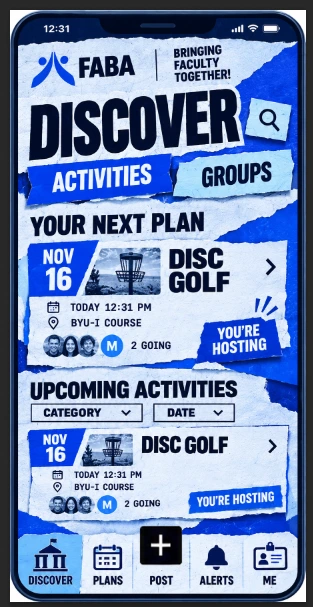 12:31
FABA
BRINGING
FACULTY
TOGETHER!
DISCOVER
ACTIVITIES
GROUPS
YOUR NEXT PLAN
NOV
16
DISC
GOLF
TODAY 12:31 PM
BYU-I COURSE
M
2 GOING
YOU'RE
HOSTING
UPCOMING ACTIVITIES
CATEGORY
DATE
NOV
16
DISC GOLF
TODAY 12:31 PM
BYU-I COURSE
M
2 GOING
YOU'RE HOSTING
DISCOVER
PLANS
POST
ALERTS
ME